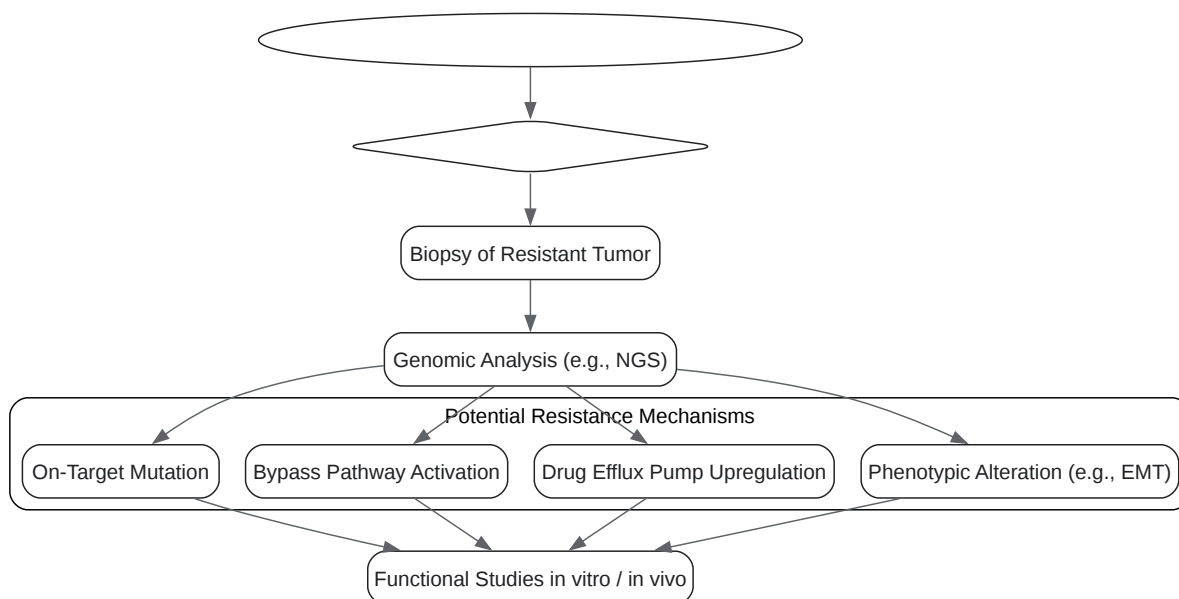 Biopsy of Resistant Tumor
Genomic Analysis (e.g., NGS)
Potential Resistance Mechanisms
On-Target Mutation
Bypass Pathway Activation
Drug Efflux Pump Upregulation
Phenotypic Alteration (e.g., EMT)
Functional Studies in vitro / in vivo